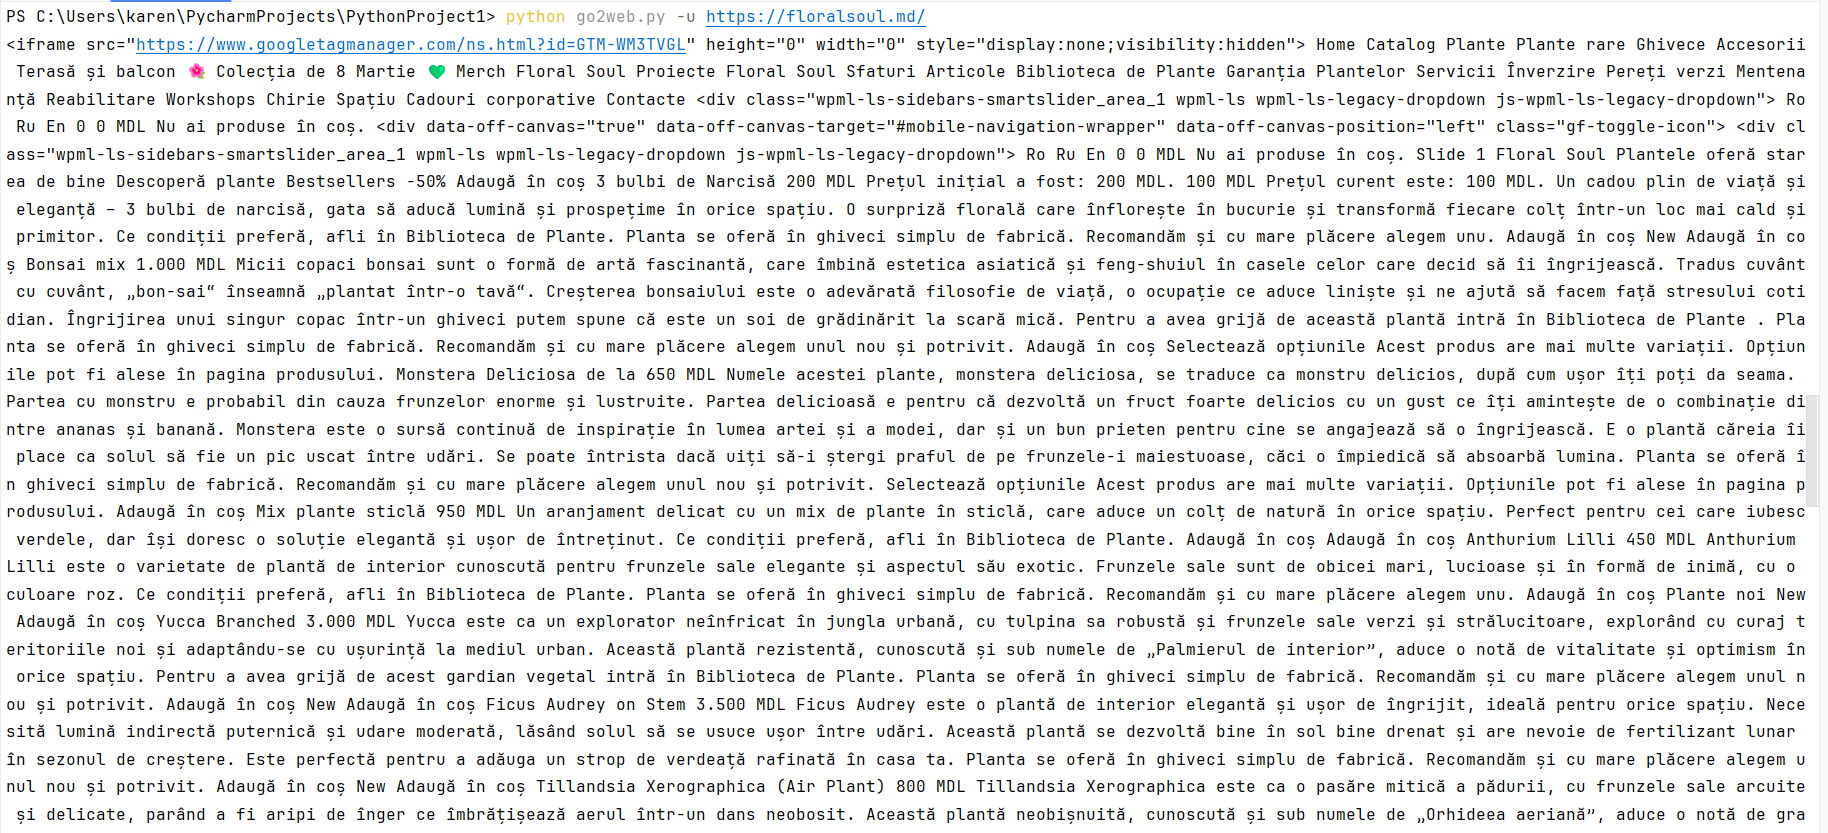 PS C:\Users\karen\PycharmProjects\PythonProject1> python go2web.py -u https://floralsoul.md/
<iframe src="https://www.googletagmanager.com/ns.html?id=GTM-WM3TVGL" height="0" width="0" style="display:none;visibility:hidden"> Home Catalog Plante Plante rare Ghivece Accesorii
Terasă și balcon 🌺 Colecția de 8 Martie 💚 Merch Floral Soul Proiecte Floral Soul Sfaturi Articole Biblioteca de Plante Garanția Plantelor Servicii Înverzire Pereți verzi Mentena
nță Reabilitare Workshops Chirie Spațiu Cadouri corporative Contacte <div class="wpml-ls-sidebars-smartslider_area_1 wpml-ls wpml-ls-legacy-dropdown js-wpml-ls-legacy-dropdown"> Ro
Ru En 0 0 MDL Nu ai produse în coș. <div data-off-canvas="true" data-off-canvas-target="#mobile-navigation-wrapper" data-off-canvas-position="left" class="gf-toggle-icon"> <div cl
ass="wpml-ls-sidebars-smartslider_area_1 wpml-ls wpml-ls-legacy-dropdown js-wpml-ls-legacy-dropdown"> Ro Ru En 0 0 MDL Nu ai produse în coș. Slide 1 Floral Soul Plantele oferă star
ea de bine Descoperă plante Bestsellers -50% Adaugă în coș 3 bulbi de Narcisă 200 MDL Prețul inițial a fost: 200 MDL. 100 MDL Prețul curent este: 100 MDL. Un cadou plin de viață și
eleganță – 3 bulbi de narcisă, gata să aducă lumină și prospețime în orice spațiu. O surpriză florală care înflorește în bucurie și transformă fiecare colț într-un loc mai cald și
primitor. Ce condiții preferă, afli în Biblioteca de Plante. Planta se oferă în ghiveci simplu de fabrică. Recomandăm și cu mare plăcere alegem unu. Adaugă în coș New Adaugă în co
ș Bonsai mix 1.000 MDL Micii copaci bonsai sunt o formă de artă fascinantă, care îmbină estetica asiatică și feng-shuiul în casele celor care decid să îi îngrijească. Tradus cuvânt
cu cuvânt, „bon-sai“ înseamnă „plantat într-o tavă“. Creșterea bonsaiului este o adevărată filosofie de viață, o ocupație ce aduce liniște și ne ajută să facem față stresului coti
dian. Îngrijirea unui singur copac într-un ghiveci putem spune că este un soi de grădinărit la scară mică. Pentru a avea grijă de această plantă intră în Biblioteca de Plante . Pla
nta se oferă în ghiveci simplu de fabrică. Recomandăm și cu mare plăcere alegem unul nou și potrivit. Adaugă în coș Selectează opțiunile Acest produs are mai multe variații. Opțiun
ile pot fi alese în pagina produsului. Monstera Deliciosa de la 650 MDL Numele acestei plante, monstera deliciosa, se traduce ca monstru delicios, după cum ușor îți poți da seama.
Partea cu monstru e probabil din cauza frunzelor enorme și lustruite. Partea delicioasă e pentru că dezvoltă un fruct foarte delicios cu un gust ce îți amintește de o combinație di
ntre ananas și banană. Monstera este o sursă continuă de inspirație în lumea artei și a modei, dar și un bun prieten pentru cine se angajează să o îngrijească. E o plantă căreia îi
place ca solul să fie un pic uscat între udări. Se poate întrista dacă uiți să-i ștergi praful de pe frunzele-i maiestuoase, căci o împiedică să absoarbă lumina. Planta se oferă î
n ghiveci simplu de fabrică. Recomandăm și cu mare plăcere alegem unul nou și potrivit. Selectează opțiunile Acest produs are mai multe variații. Opțiunile pot fi alese în pagina p
rodusului. Adaugă în coș Mix plante sticlă 950 MDL Un aranjament delicat cu un mix de plante în sticlă, care aduce un colț de natură în orice spațiu. Perfect pentru cei care iubesc
verdele, dar își doresc o soluție elegantă și ușor de întreținut. Ce condiții preferă, afli în Biblioteca de Plante. Adaugă în coș Adaugă în coș Anthurium Lilli 450 MDL Anthurium
Lilli este o varietate de plantă de interior cunoscută pentru frunzele sale elegante și aspectul său exotic. Frunzele sale sunt de obicei mari, lucioase și în formă de inimă, cu o
culoare roz. Ce condiții preferă, afli în Biblioteca de Plante. Planta se oferă în ghiveci simplu de fabrică. Recomandăm și cu mare plăcere alegem unu. Adaugă în coș Plante noi New
Adaugă în coș Yucca Branched 3.000 MDL Yucca este ca un explorator neînfricat în jungla urbană, cu tulpina sa robustă și frunzele sale verzi și strălucitoare, explorând cu curaj t
eritoriile noi și adaptându-se cu ușurință la mediul urban. Această plantă rezistentă, cunoscută și sub numele de „Palmierul de interior”, aduce o notă de vitalitate și optimism în
orice spațiu. Pentru a avea grijă de acest gardian vegetal intră în Biblioteca de Plante. Planta se oferă în ghiveci simplu de fabrică. Recomandăm și cu mare plăcere alegem unul n
ou și potrivit. Adaugă în coș New Adaugă în coș Ficus Audrey on Stem 3.500 MDL Ficus Audrey este o plantă de interior elegantă și ușor de îngrijit, ideală pentru orice spațiu. Nece
sită lumină indirectă puternică și udare moderată, lăsând solul să se usuce ușor între udări. Această plantă se dezvoltă bine în sol bine drenat și are nevoie de fertilizant lunar
în sezonul de creștere. Este perfectă pentru a adăuga un strop de verdeață rafinată în casa ta. Planta se oferă în ghiveci simplu de fabrică. Recomandăm și cu mare plăcere alegem u
nul nou și potrivit. Adaugă în coș New Adaugă în coș Tillandsia Xerographica (Air Plant) 800 MDL Tillandsia Xerographica este ca o pasăre mitică a pădurii, cu frunzele sale arcuite
și delicate, parând a fi aripi de înger ce îmbrățișează aerul într-un dans neobosit. Această plantă neobișnuită, cunoscută și sub numele de „Orhideea aeriană”, aduce o notă de gra